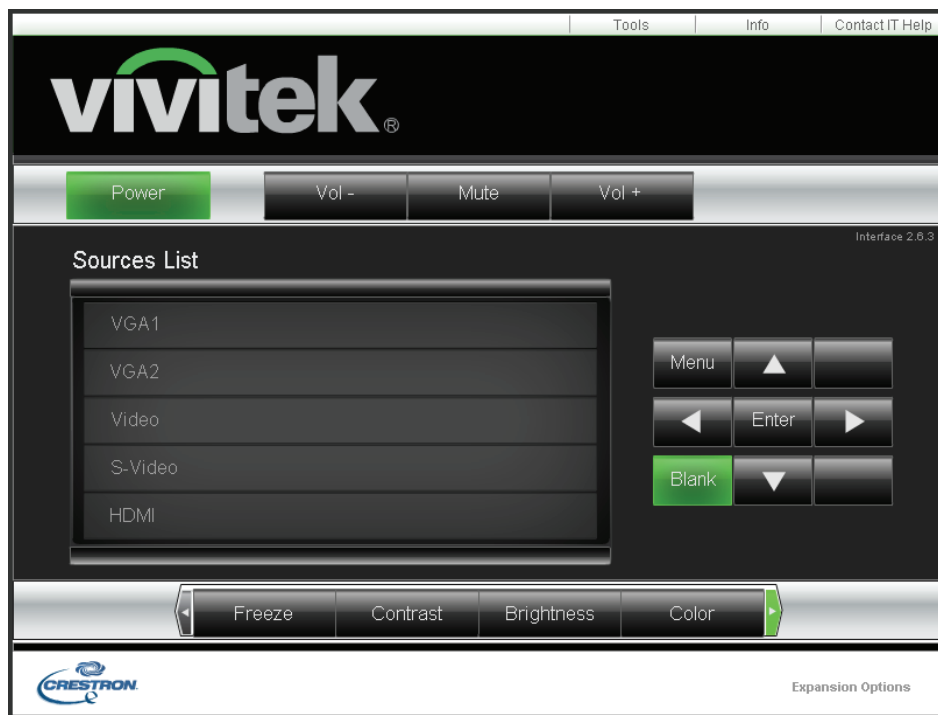 Tools Info Contact IT Help
vivitek®
Power Vol - Mute Vol +
Interface 2.6.3
Sources List
VGA1
VGA2
Video
S-Video
HDMI
Menu
Enter
Blank
Freeze Contrast Brightness Color
CRESTRON.
Expansion Options